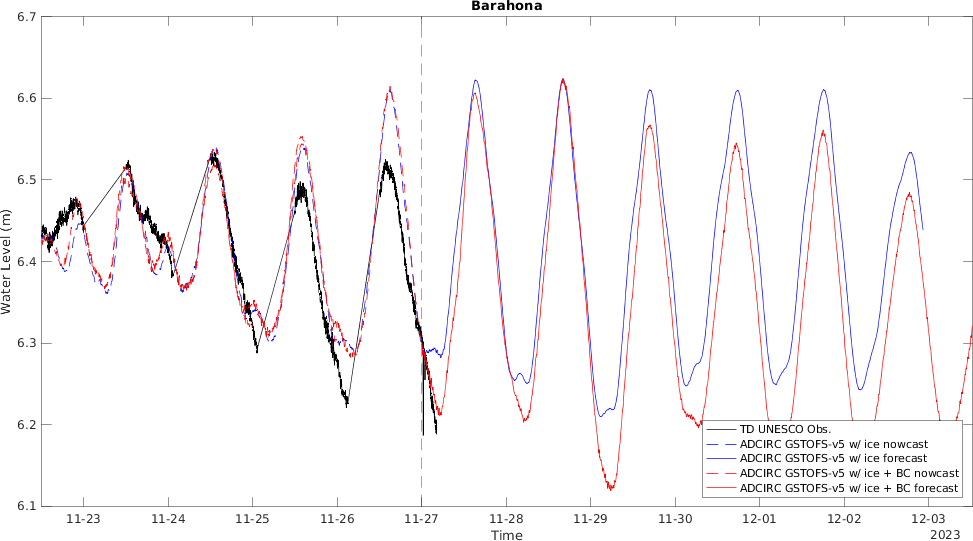 Barahona
6.7
6.6
6.5
6.4
6.3
6.2
6.1
Water Level (m)
11-23 11-24 11-25 11-26 11-27 11-28 11-29 11-30 12-01 12-02 12-03
2023
Time
TD UNESCO Obs.
ADCIRC GSTOFS-v5 w/ ice nowcast
ADCIRC GSTOFS-v5 w/ ice forecast
ADCIRC GSTOFS-v5 w/ ice + BC nowcast
ADCIRC GSTOFS-v5 w/ ice + BC forecast